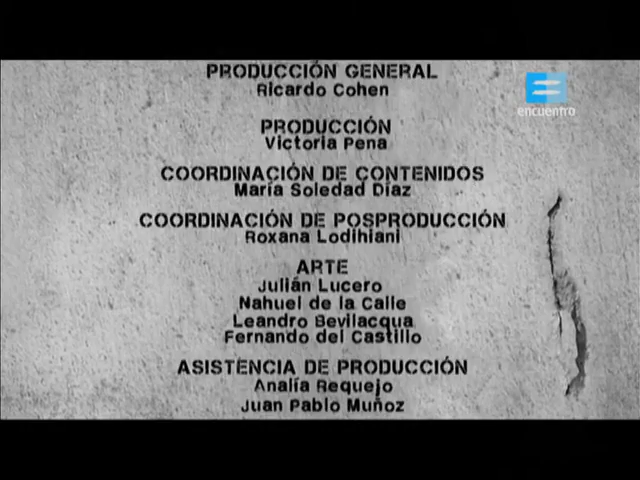 PRODUCCIÓN GENERAL
Ricardo Cohen
encuentro
PRODUCCIÓN
Victoria Pena
COORDINACIÓN DE CONTENIDOS
María Soledad Díaz
COORDINACIÓN DE POSPRODUCCIÓN
Roxana Lodihiani
ARTE
Julián Lucero
Nahuel de la Calle
Leandro Bevilacqua
Fernando del Castillo
ASISTENCIA DE PRODUCCIÓN
Analía Requejo
Juan Pablo Muñoz